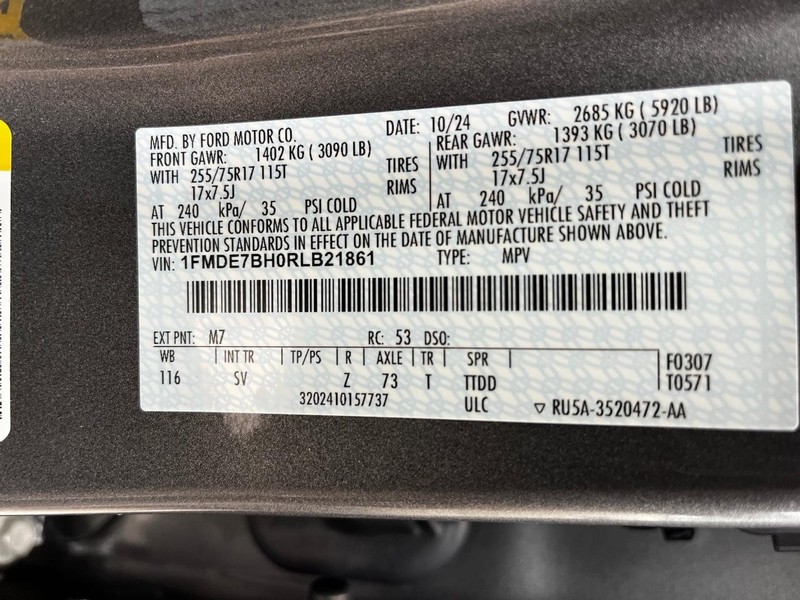 MFD. BY FORD MOTOR CO. DATE: 10/24 GVWR: 2685 KG ( 5920 LB)
FRONT GAWR: 1402 KG ( 3090 LB) REAR GAWR: 1393 KG ( 3070 LB)
WITH 255/75R17 115T TIRES WITH 255/75R17 115T TIRES
17x7.5J RIMS 17x7.5J RIMS
AT 240 kPa/ 35 PSI COLD AT 240 kPa/ 35 PSI COLD
THIS VEHICLE CONFORMS TO ALL APPLICABLE FEDERAL MOTOR VEHICLE SAFETY AND THEFT
PREVENTION STANDARDS IN EFFECT ON THE DATE OF MANUFACTURE SHOWN ABOVE.
VIN: 1FMDE7BH0RLB21861 TYPE: MPV
EXT PNT: M7 RC: 53 DSO:
WB INT TR TP/PS R AXLE TR SPR F0307
116 SV Z 73 T TTDD T0571
3202410157737 ULC RU5A-3520472-AA